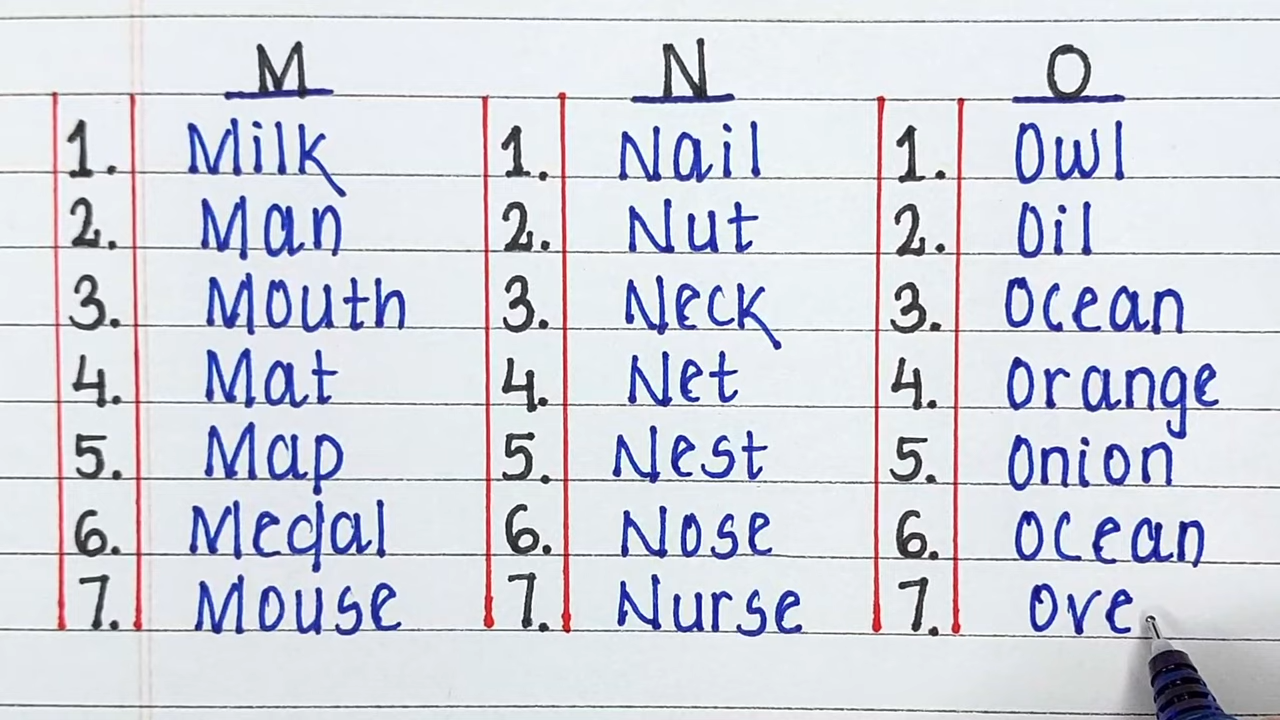 M N O
1. Milk 1. Nail 1. Owl
2. Man 2. Nut 2. Oil
3. Mouth 3. Neck 3. Ocean
4. Mat 4. Net 4. Orange
5. Map 5. Nest 5. Onion
6. Medal 6. Nose 6. Ocean
7. Mouse 7. Nurse 7. Ove